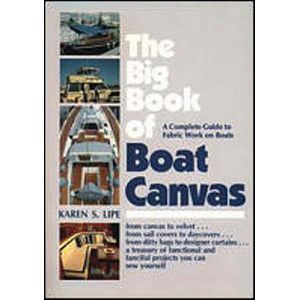 The
Big
Book
of
A Complete Guide to
Fabric Work on Boats
Boat
Canvas
KAREN S. LIPE
from canvas to velvet . . .
from sail covers to daycovers . . .
from ditty bags to designer curtains . . .
a treasury of functional and
fanciful projects you can
sew yourself